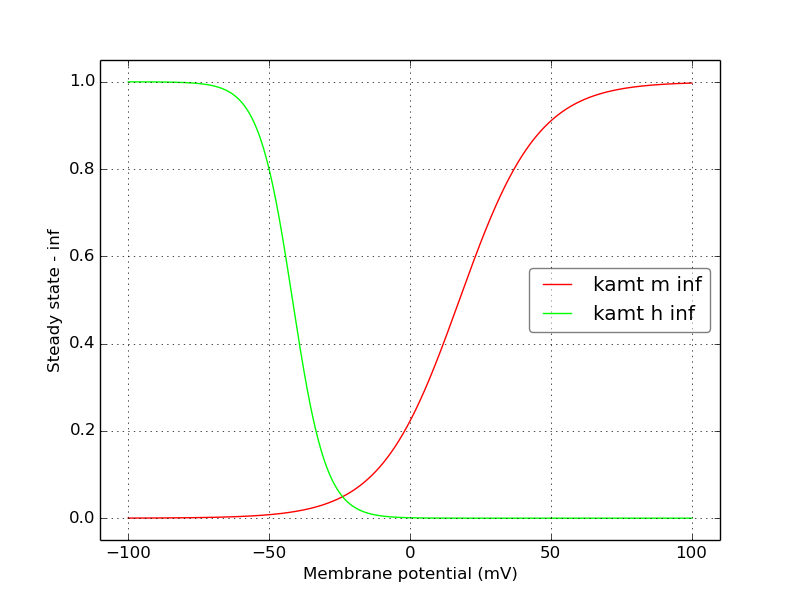 1.0
0.8
0.6
0.4
0.2
0.0
−100
−50
0
50
100
Steady state - inf
Membrane potential (mV)
kamt m inf
kamt h inf